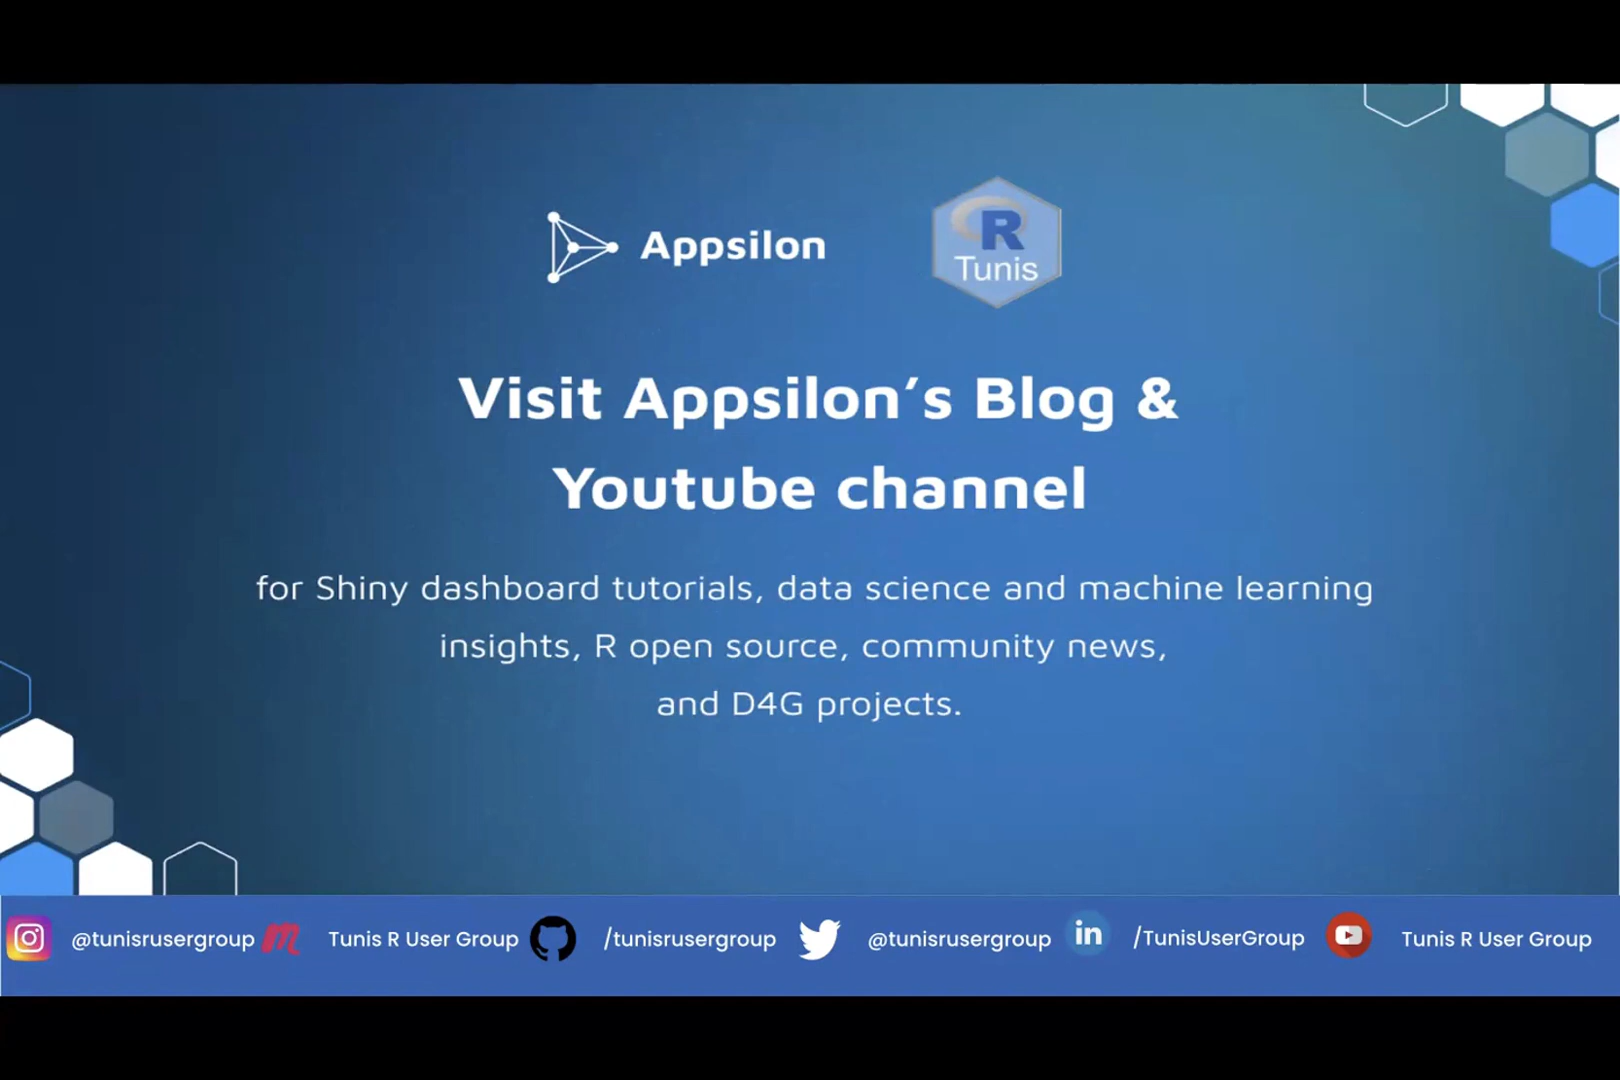 Appsilon
R
Tunis
Visit Appsilon’s Blog &
Youtube channel
for Shiny dashboard tutorials, data science and machine learning
insights, R open source, community news,
and D4G projects.
@tunisrusergroup Tunis R User Group /tunisrusergroup @tunisrusergroup in /TunisUserGroup Tunis R User Group